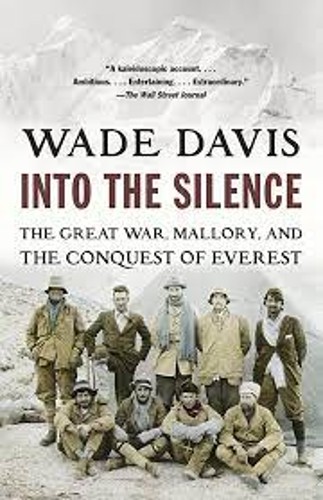 "A kaleidoscopic account. . . .
Ambitious. . . . Entertaining. . . . Extraordinary."
—The Wall Street Journal
WADE DAVIS
INTO THE SILENCE
THE GREAT WAR, MALLORY, AND
THE CONQUEST OF EVEREST